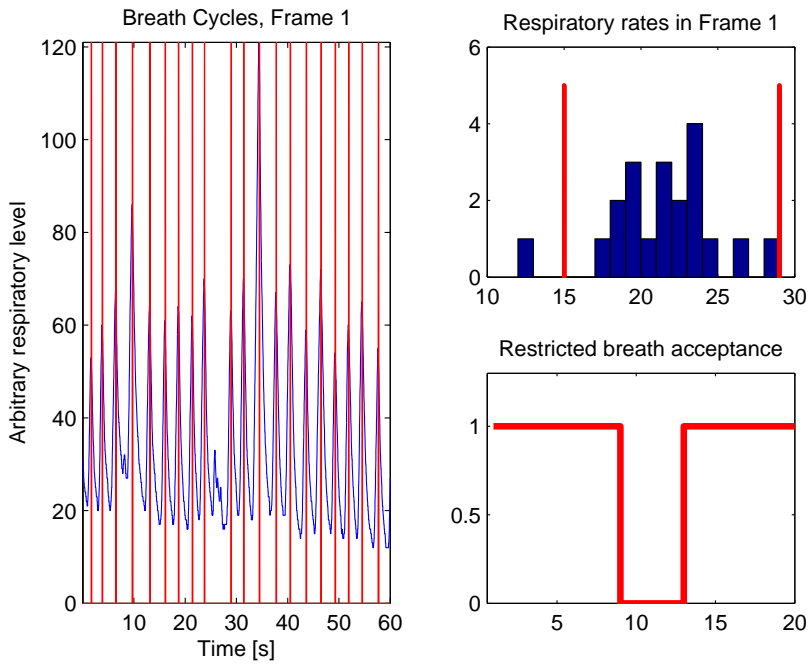 Breath Cycles, Frame 1
Arbitrary respiratory level
120
100
80
60
40
20
0
0 10 20 30 40 50 60
Time [s]
Respiratory rates in Frame 1
6
4
2
0
10 15 20 25 30
Restricted breath acceptance
1
0.5
0
5 10 15 20